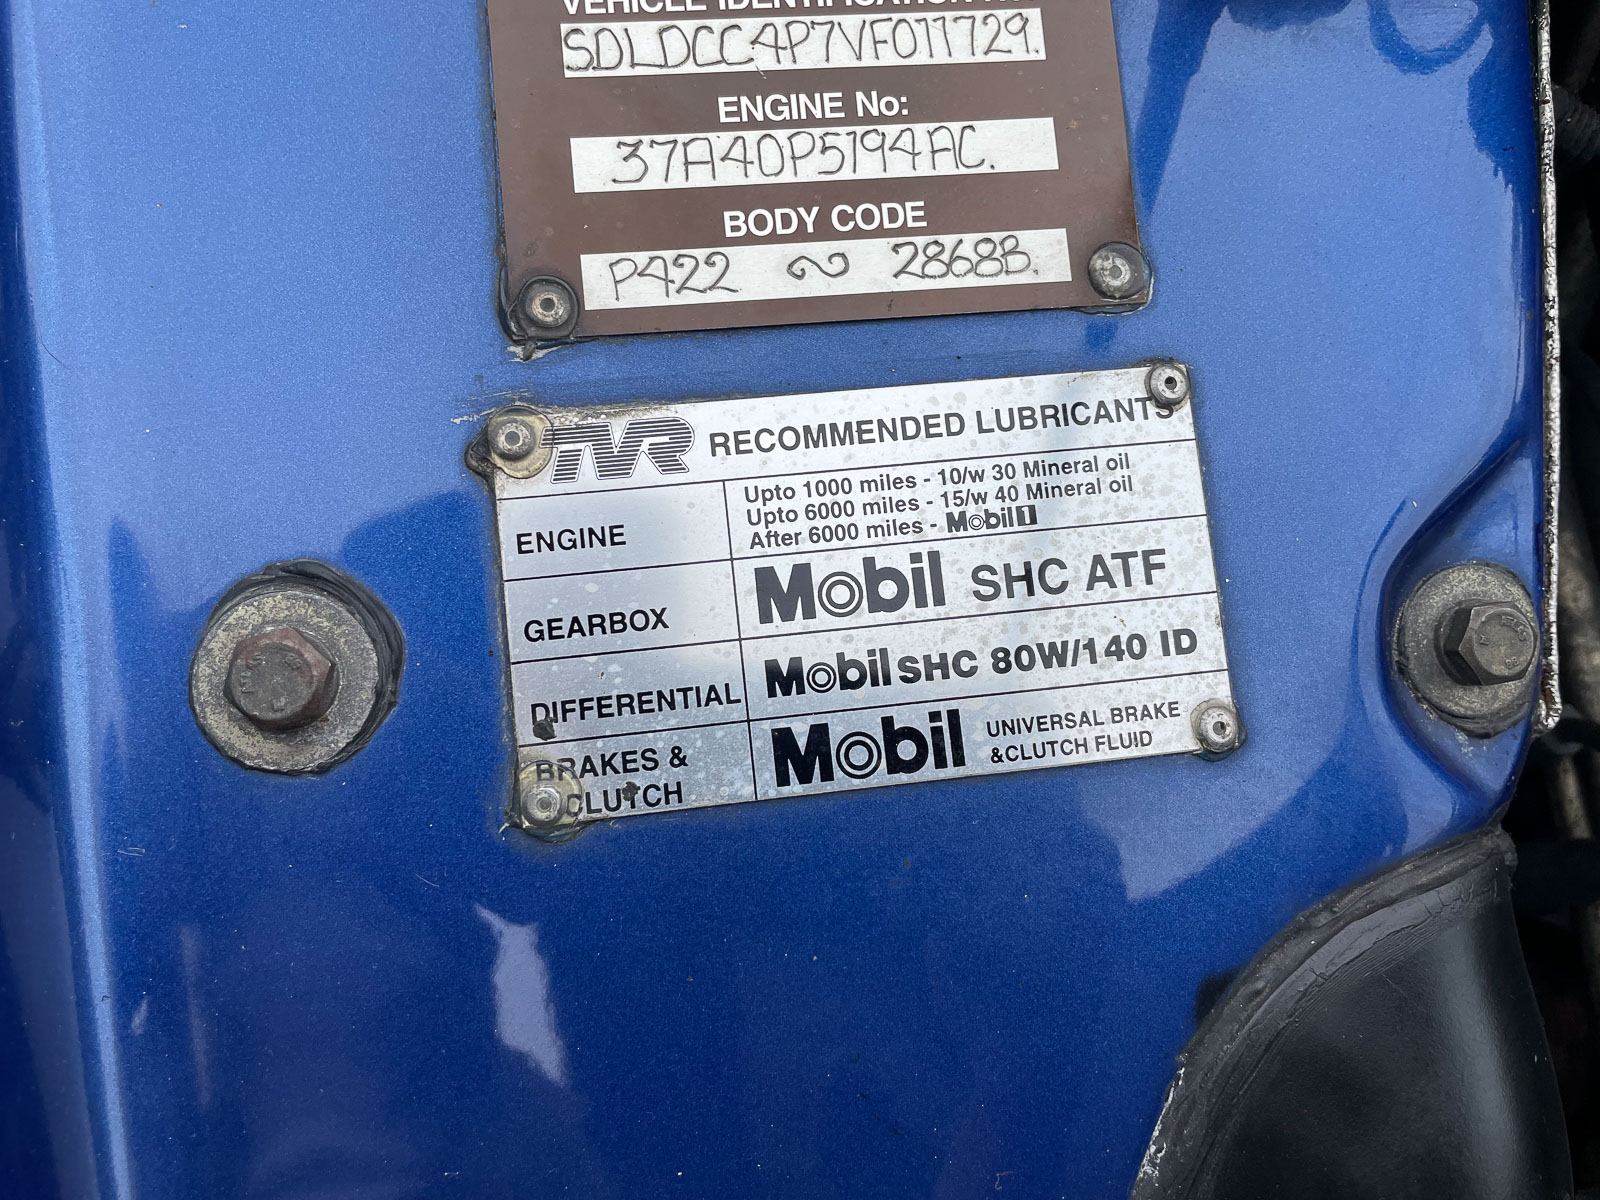 VEHICLE IDENTIFICATION
SDLDCC4P7VF011729.
ENGINE No:
37A40P5194AC.
BODY CODE
P422 ~ 2868B.
TVR RECOMMENDED LUBRICANTS
ENGINE
Upto 1000 miles - 10/w 30 Mineral oil
Upto 6000 miles - 15/w 40 Mineral oil
After 6000 miles - Mobil 1
GEARBOX
Mobil SHC ATF
DIFFERENTIAL
Mobil SHC 80W/140 ID
BRAKES &
CLUTCH
Mobil UNIVERSAL BRAKE
&CLUTCH FLUID